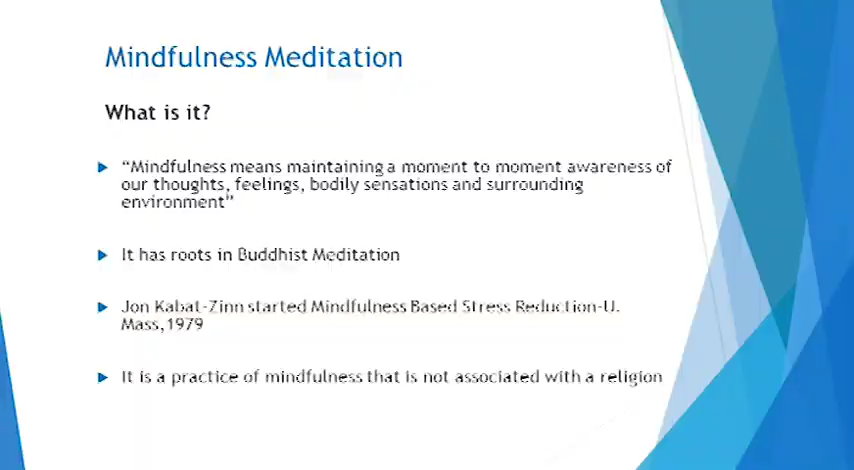 Mindfulness Meditation
What is it?
“Mindfulness means maintaining a moment to moment awareness of
our thoughts, feelings, bodily sensations and surrounding
environment”
It has roots in Buddhist Meditation
Jon Kabat-Zinn started Mindfulness Based Stress Reduction-U.
Mass,1979
It is a practice of mindfulness that is not associated with a religion